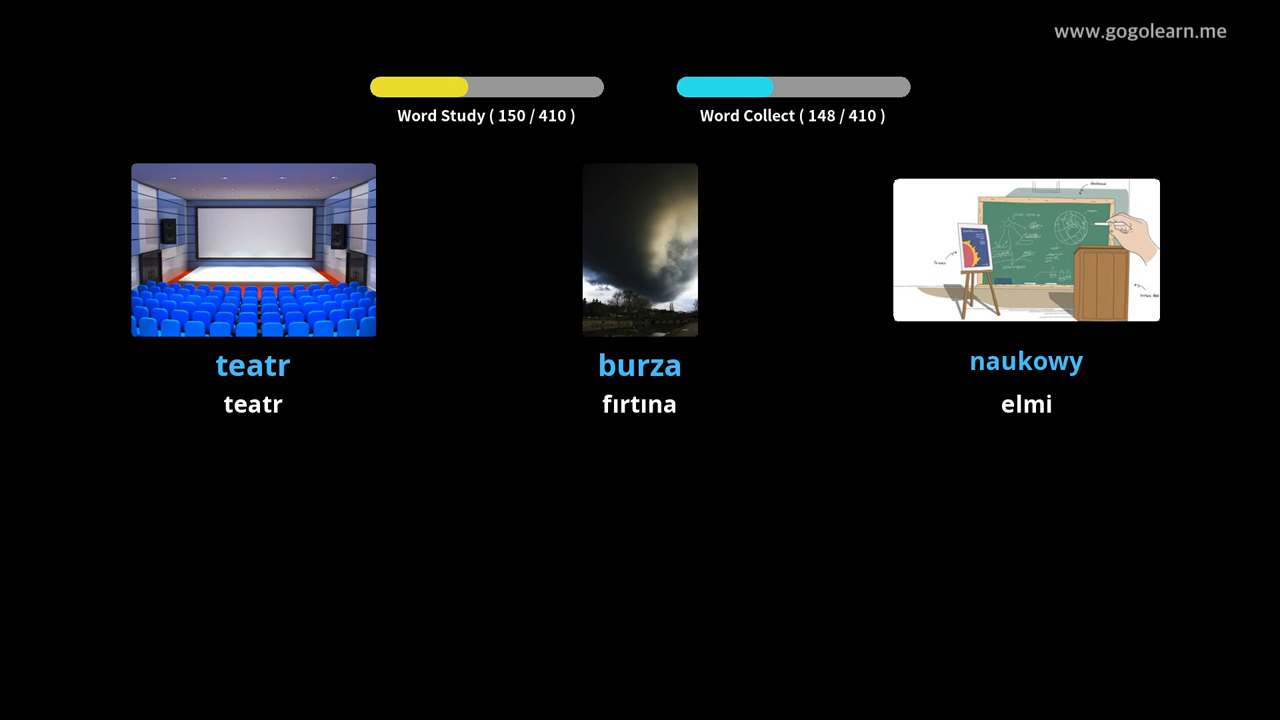 www.gogolearn.me
Word Study ( 150 / 410 )
Word Collect ( 148 / 410 )
teatr
burza
naukowy
teatr
fırtına
elmi